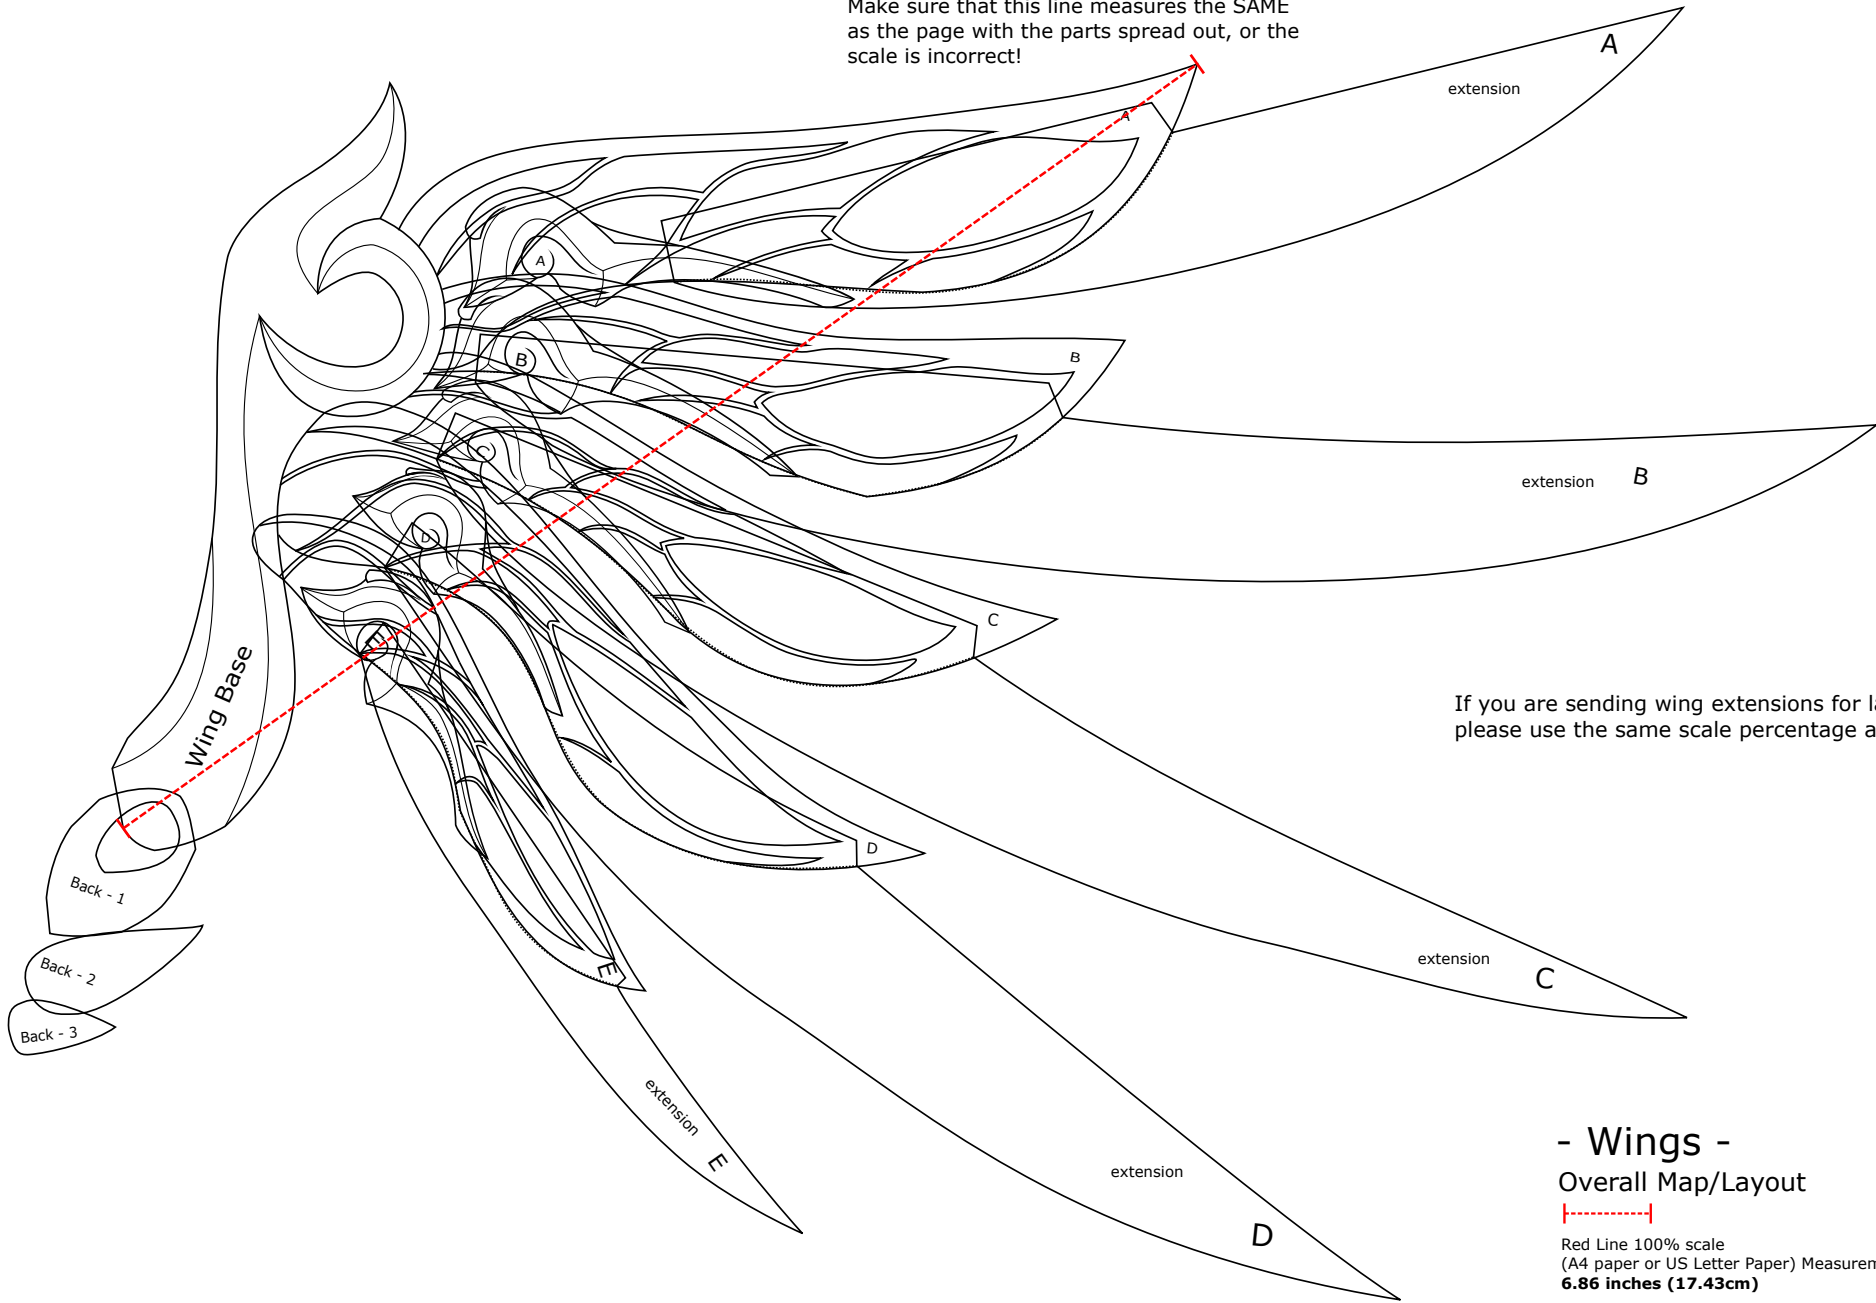 Make sure that this line measures the SAME
as the page with the parts spread out, or the
scale is incorrect!
A
extension
A
A
B
B
extension B
C
D
C
E
Wing Base
If you are sending wing extensions for
please use the same scale percentage
D
Back - 1
Back - 2
Back - 3
E
extension
C
extension
E
extension
D
- Wings -
Overall Map/Layout
Red Line 100% scale
(A4 paper or US Letter Paper)
6.86 inches (17.43cm)